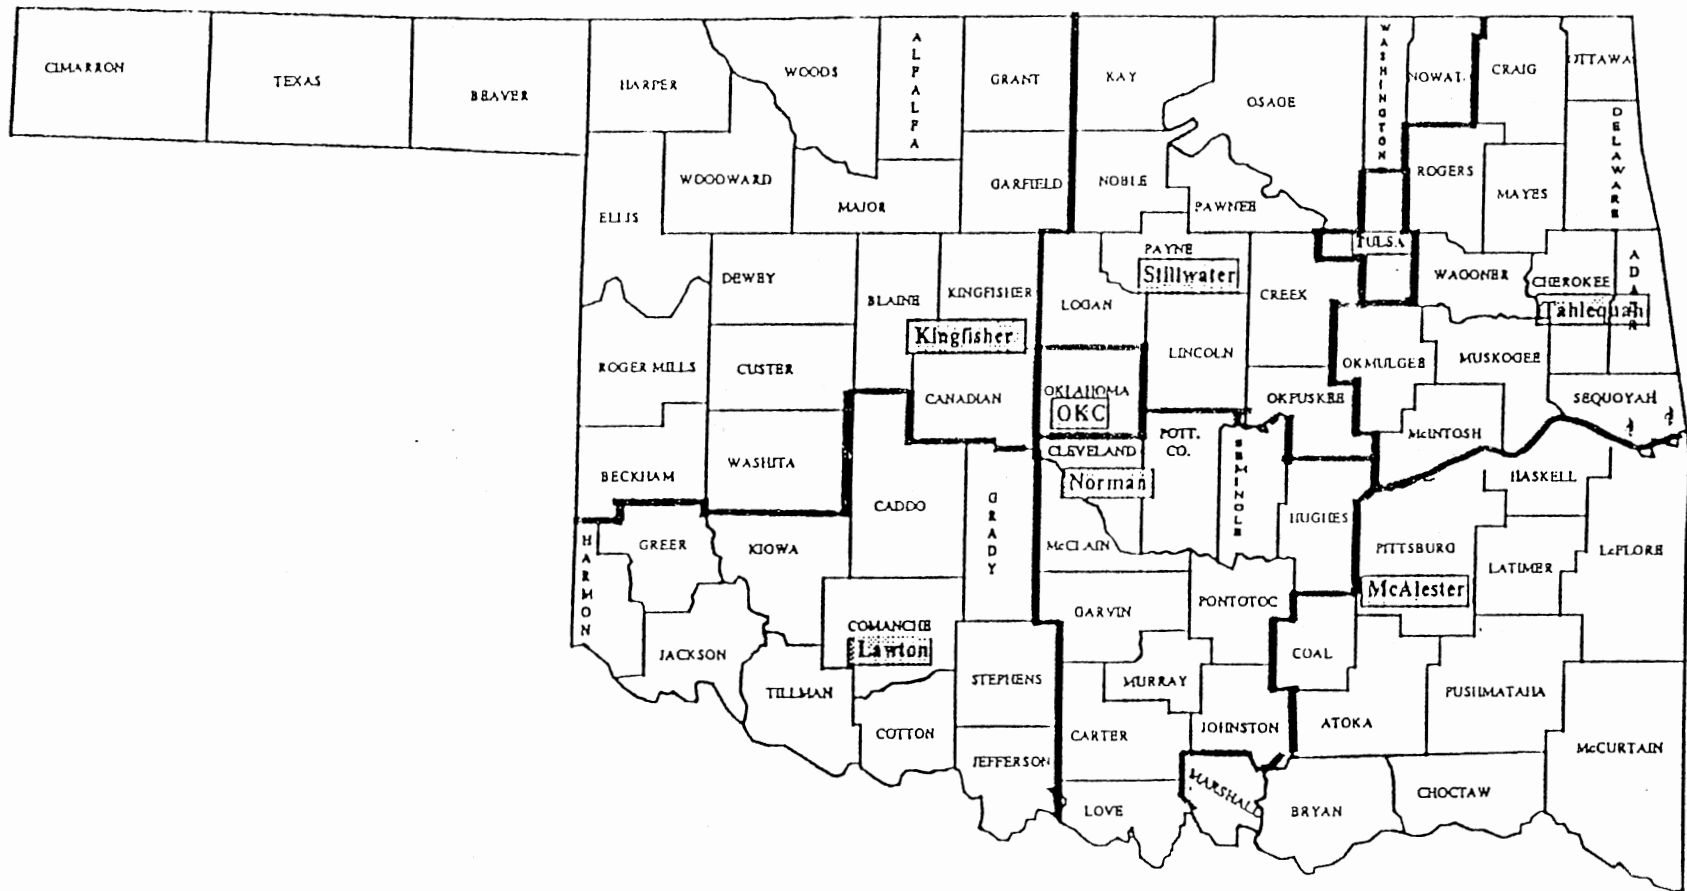 CIMARRON
TEXAS
BEAVER
HARPER
WOODS
ALFALFA
GRANT
KAY
OSAGE
WASHINGTON
NOWAT.
CRAIG
OTTAWA
DELAWARE
WOODWARD
ELLIS
MAJOR
GARFIELD
NOBLE
PAWNEE
ROGERS
MAYES
DEWEY
BLAINE
KINGFISHER
Kingfisher
LOGAN
PAYNE
Stillwater
CREEK
TULSA
WAGONER
CHEROKEE
Tahlequah
ADAIR
ROGER MILLS
CUSTER
CANADIAN
OKLAHOMA
OKC
LINCOLN
OKFUSKEE
OKMULGEE
MUSKOGEE
SEQUOYAH
BECKHAM
WASHITA
CADDO
GRADY
CLEVELAND
Norman
POTT.
CO.
SEMINOLE
HUGHES
McINTOSH
HASKELL
HARMON
GREER
KIOWA
McCLAIN
PITTSBURG
McAlester
LATIMER
LeFLORE
JACKSON
COMANCHE
Lawton
GARVIN
PONTOTOC
COAL
TILLMAN
COTTON
STEPHENS
MURRAY
JOHNSTON
ATOKA
PUSHMATAHA
McCURTAIN
JEFFERSON
CARTER
LOVE
MARSHALL
BRYAN
CHOCTAW